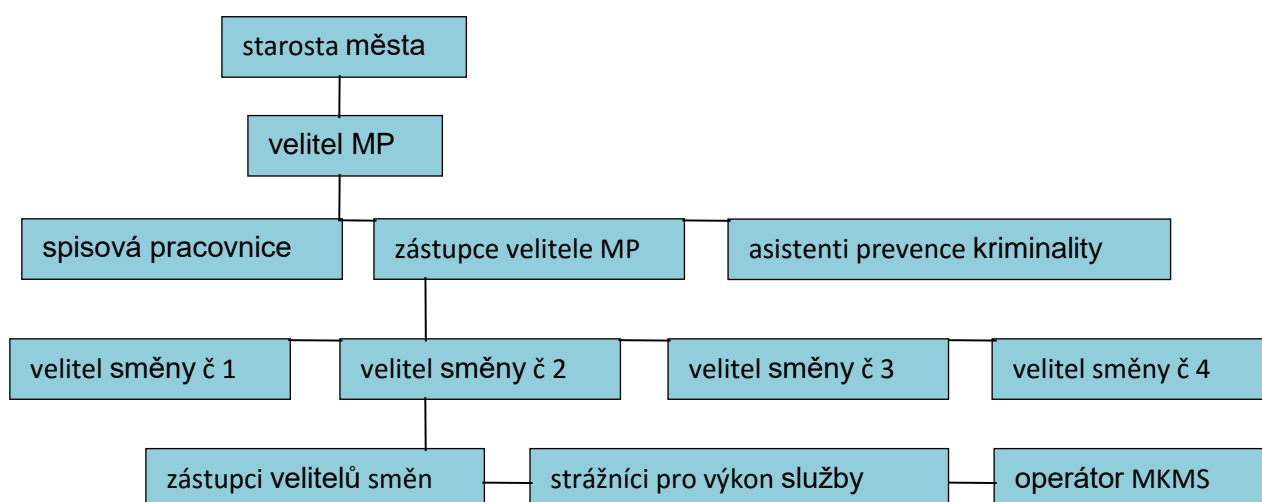 starosta města
velitel MP
spisová pracovnice
zástupce velitele MP
asistenti prevence kriminality
velitel směny č 1
velitel směny č 2
velitel směny č 3
velitel směny č 4
zástupci velitelů směn
strážníci pro výkon služby
operátor MKMS